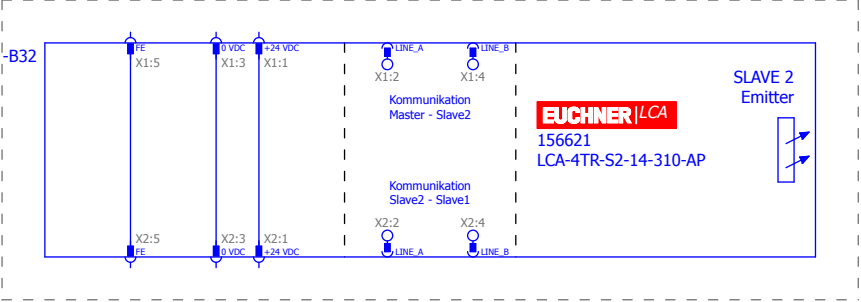 -B32
FE
0 VDC
+24 VDC
LINE_A
LINE_B
X1:5
X1:3
X1:1
X1:2
X1:4
SLAVE 2
Emitter
Kommunikation
Master - Slave2
EUCHNER LCA
156621
LCA-4TR-S2-14-310-AP
Kommunikation
Slave2 - Slave1
X2:5
X2:3
X2:1
X2:2
X2:4
FE
0 VDC
+24 VDC
LINE_A
LINE_B